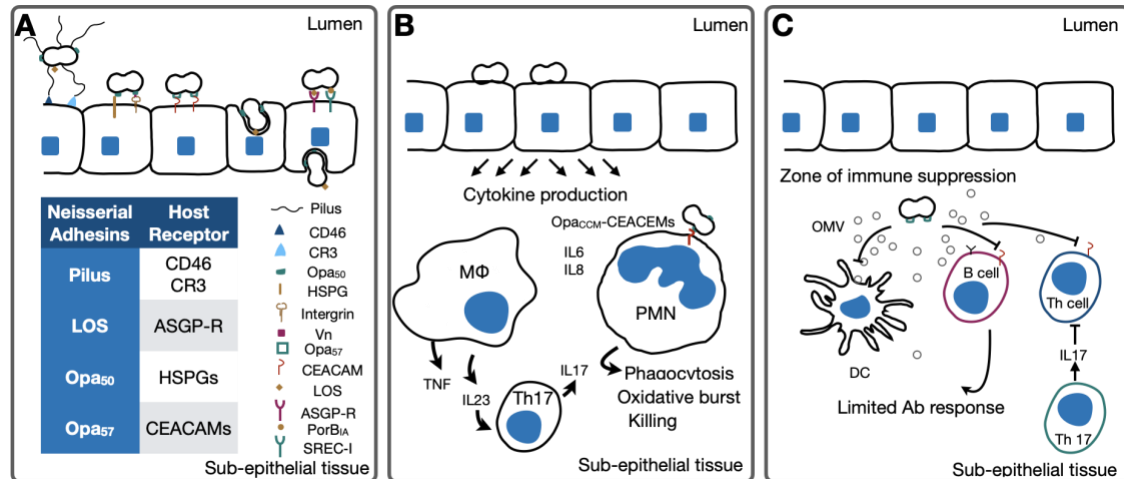 A
Lumen
Neisserial Adhesins
Host Receptor
Pilus
CD46
CR3
LOS
ASGP-R
Opa50
HSPGs
Opa57
CEACAMs
Pilus
CD46
CR3
Opa50
HSPG
Intergrin
Vn
Opa57
CEACAM
LOS
ASGP-R
PorBIA
SREC-I
Sub-epithelial tissue
B
Lumen
Cytokine production
OpaCCM-CEACEMs
IL6
IL8
MΦ
PMN
TNF
IL23
Th17
IL17
Phagocytosis
Oxidative burst
Killing
Sub-epithelial tissue
C
Lumen
Zone of immune suppression
OMV
B cell
Th cell
DC
IL17
Limited Ab response
Th 17
Sub-epithelial tissue